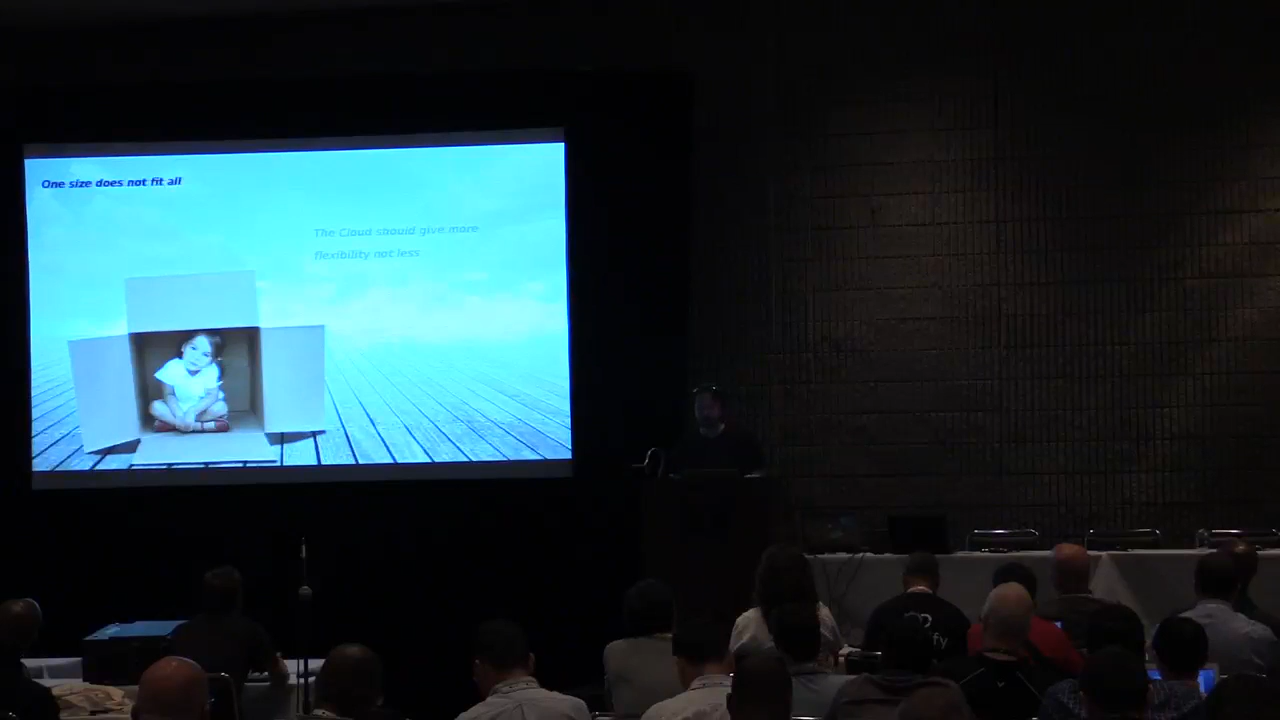 One size does not fit all
The Cloud should give more
flexibility not less